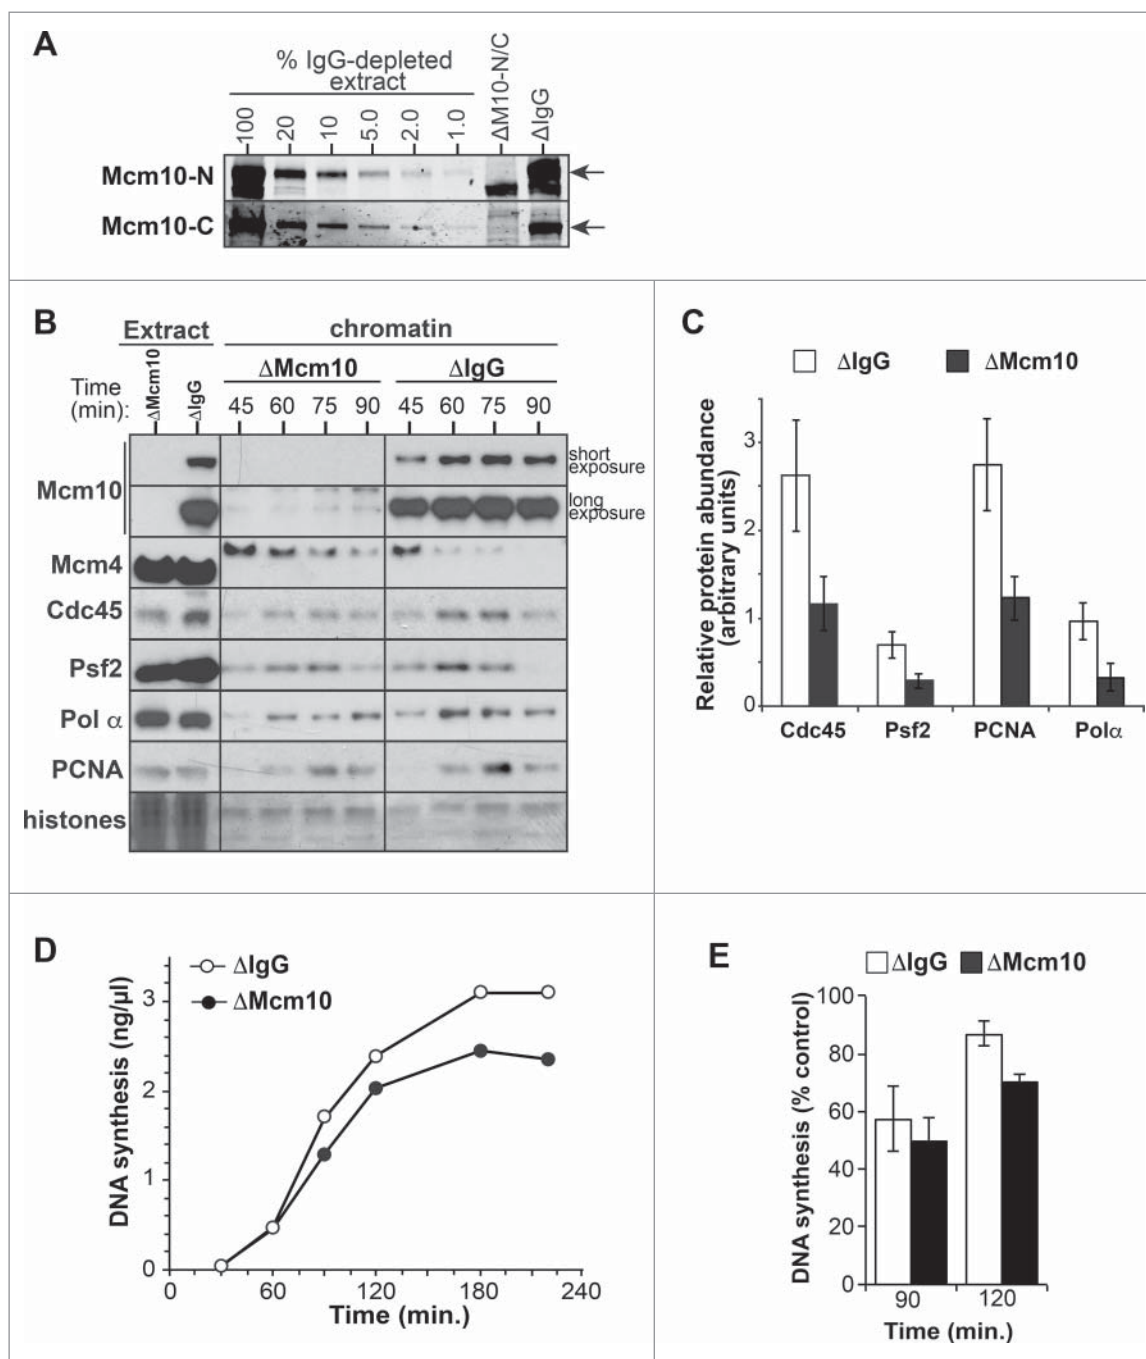 A
% IgG-depleted
extract
100
20
10
5.0
2.0
1.0
ΔM10-N/C
ΔIgG
Mcm10-N
Mcm10-C
B
Extract
chromatin
ΔMcm10
ΔIgG
Time
(min):
ΔMcm10
ΔIgG
45 60 75 90
45 60 75 90
Mcm10
short
exposure
long
exposure
Mcm4
Cdc45
Psf2
Pol α
PCNA
histones
C
ΔIgG
ΔMcm10
Relative protein abundance
(arbitrary units)
3
2
1
0
Cdc45 Psf2 PCNA Polα
D
ΔIgG
ΔMcm10
DNA synthesis (ng/µl)
3
2
1
0
0 60 120 180 240
Time (min.)
E
ΔIgG ΔMcm10
DNA synthesis (% control)
100
80
60
40
20
0
90 120
Time (min.)